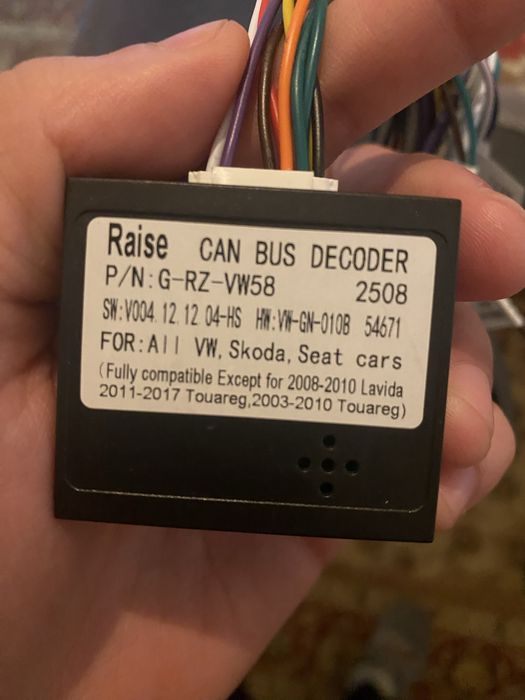 Raise CAN BUS DECODER
P/N:G-RZ-VW58 2508
SW:V004.12.12 04-HS HW:VW-GN-010B 54671
FOR:All VW, Skoda, Seat cars
(Fully compatible Except for 2008-2010 Lavida
2011-2017 Touareg,2003-2010 Touareg)